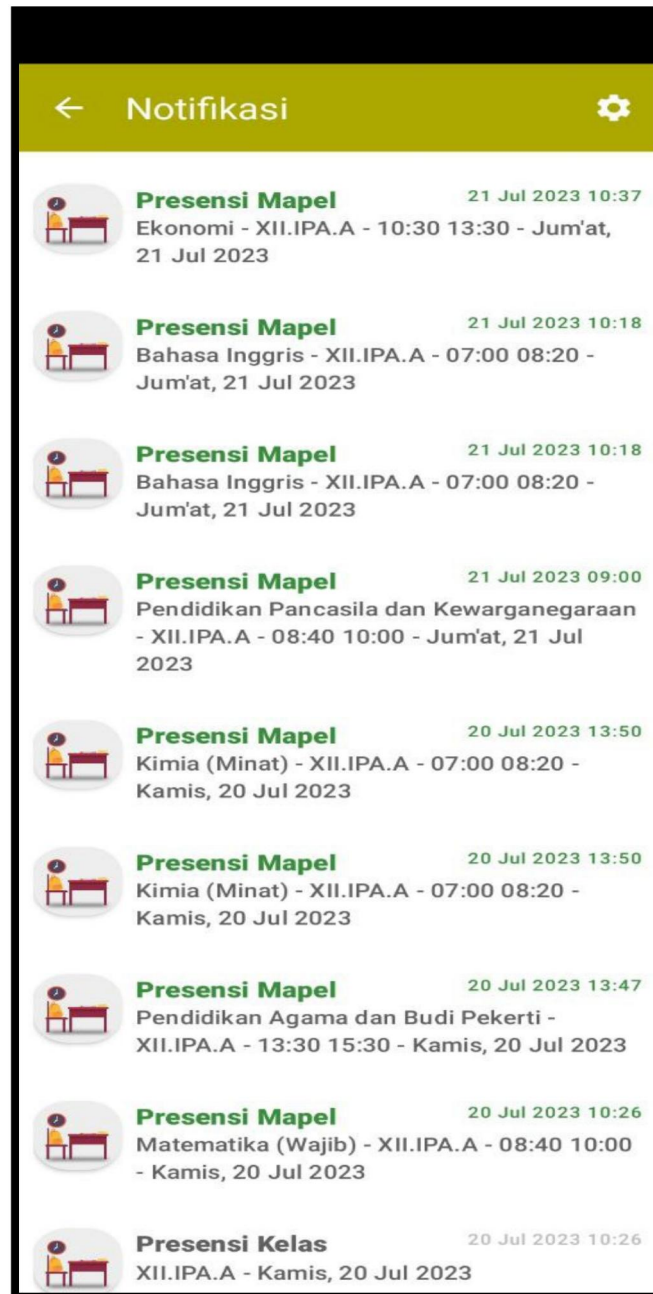 Notifikasi
Presensi Mapel 21 Jul 2023 10:37
Ekonomi - XII.IPA.A - 10:30 13:30 - Jum'at,
21 Jul 2023
Presensi Mapel 21 Jul 2023 10:18
Bahasa Inggris - XII.IPA.A - 07:00 08:20 -
Jum'at, 21 Jul 2023
Presensi Mapel 21 Jul 2023 10:18
Bahasa Inggris - XII.IPA.A - 07:00 08:20 -
Jum'at, 21 Jul 2023
Presensi Mapel 21 Jul 2023 09:00
Pendidikan Pancasila dan Kewarganegaraan
- XII.IPA.A - 08:40 10:00 - Jum'at, 21 Jul
2023
Presensi Mapel 20 Jul 2023 13:50
Kimia (Minat) - XII.IPA.A - 07:00 08:20 -
Kamis, 20 Jul 2023
Presensi Mapel 20 Jul 2023 13:50
Kimia (Minat) - XII.IPA.A - 07:00 08:20 -
Kamis, 20 Jul 2023
Presensi Mapel 20 Jul 2023 13:47
Pendidikan Agama dan Budi Pekerti -
XII.IPA.A - 13:30 15:30 - Kamis, 20 Jul 2023
Presensi Mapel 20 Jul 2023 10:26
Matematika (Wajib) - XII.IPA.A - 08:40 10:00
- Kamis, 20 Jul 2023
Presensi Kelas 20 Jul 2023 10:26
XII.IPA.A - Kamis, 20 Jul 2023